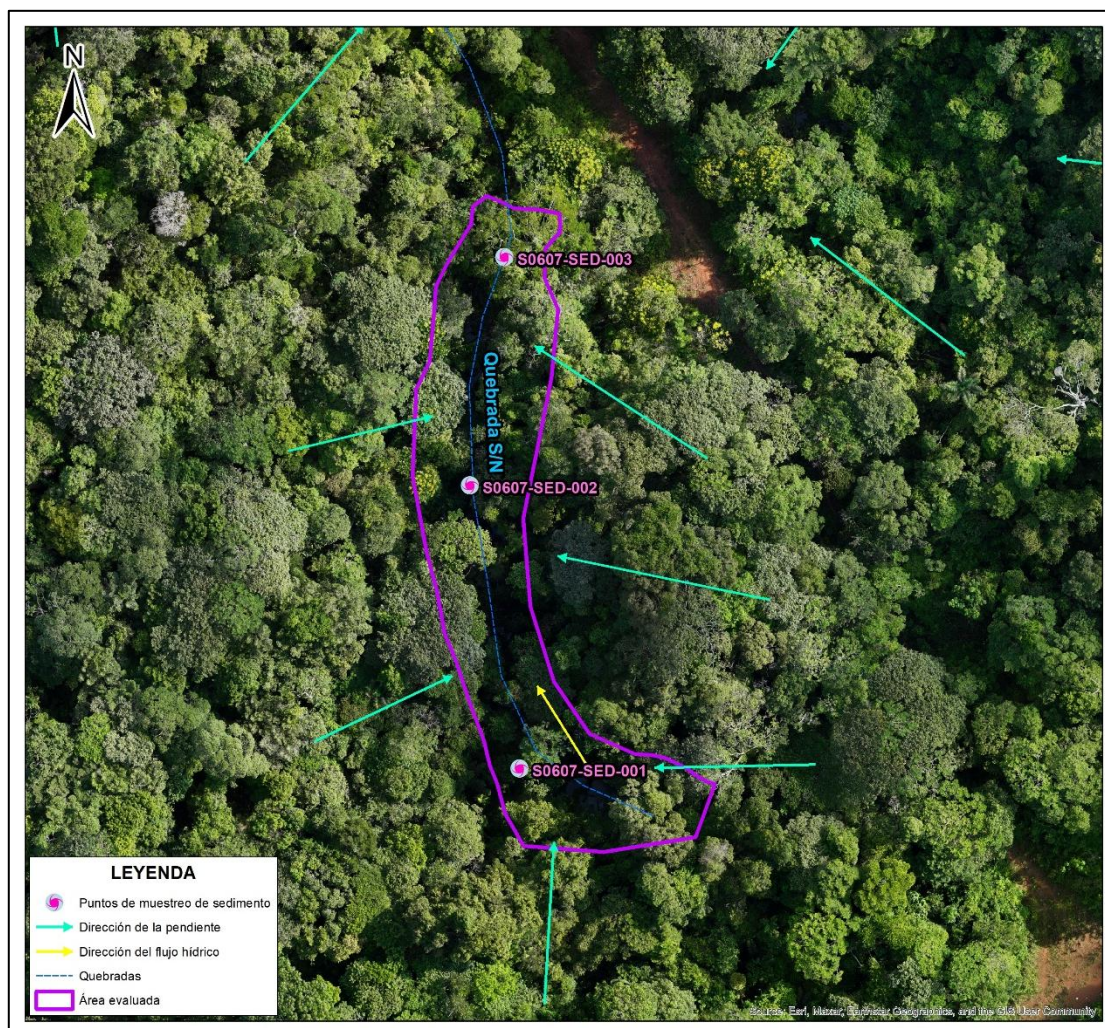 N
S0607-SED-003
Quebrada S/N
S0607-SED-002
S0607-SED-001
LEYENDA
Puntos de muestreo de sedimento
Dirección de la pendiente
Dirección del flujo hídrico
Quebradas
Área evaluada
Source: Esri, Maxar, Earthstar Geographics, and the GIS User Community